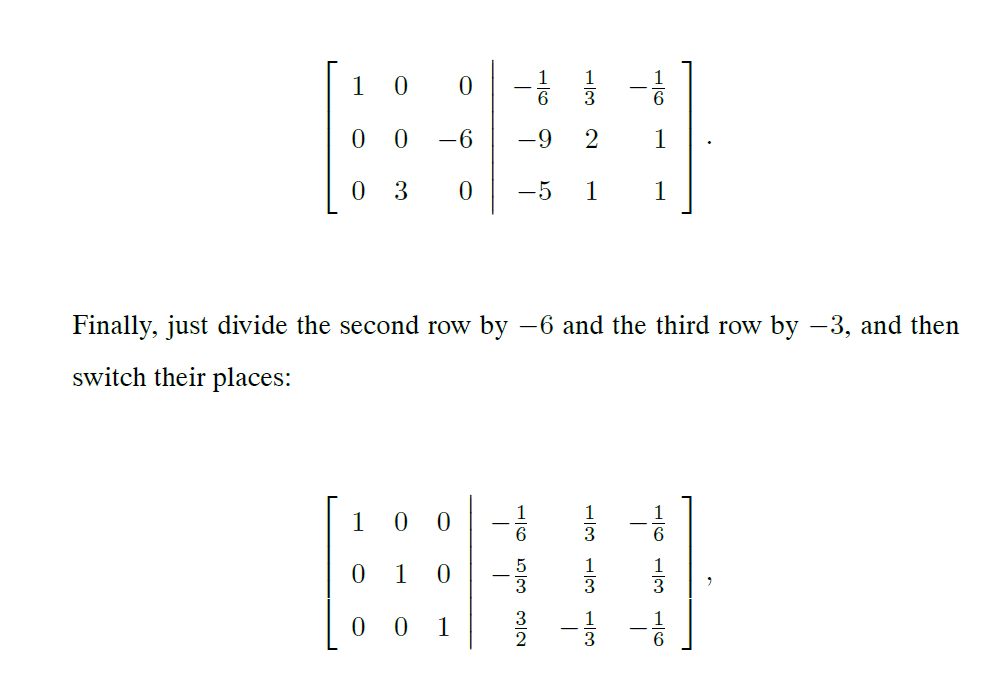 1 0 0 −1/6 1/3 −1/6
0 0 −6 −9 2 1 .
0 3 0 −5 1 1
Finally, just divide the second row by −6 and the third row by −3, and then
switch their places:
1 0 0 −1/6 1/3 −1/6
0 1 0 −5/3 1/3 1/3 ,
0 0 1 3/2 −1/3 −1/6